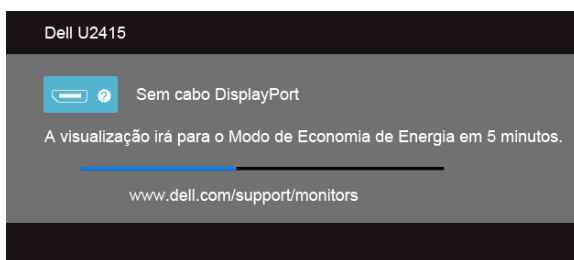 Dell U2415
? Sem cabo DisplayPort
A visualização irá para o Modo de Economia de Energia em 5 minutos.
www.dell.com/support/monitors